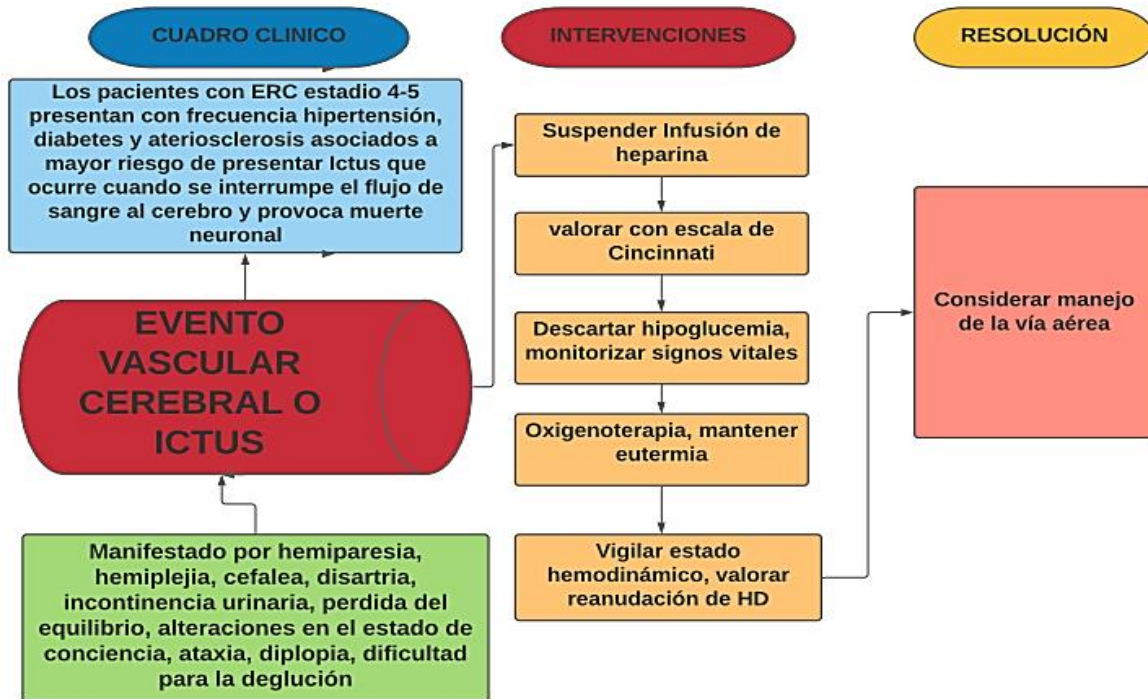 CUADRO CLINICO
Los pacientes con ERC estadio 4-5
presentan con frecuencia hipertensión,
diabetes y ateriosclerosis asociados a
mayor riesgo de presentar Ictus que
ocurre cuando se interrumpe el flujo de
sangre al cerebro y provoca muerte
neuronal
EVENTO
VASCULAR
CEREBRAL O
ICTUS
Manifestado por hemiparesia,
hemiplejia, cefalea, disartria,
incontinencia urinaria, perdida del
equilibrio, alteraciones en el estado de
conciencia, ataxia, diplopia, dificultad
para la deglución
INTERVENCIONES
Suspender Infusión de
heparina
valorar con escala de
Cincinnati
Descartar hipoglucemia,
monitorizar signos vitales
Oxigenoterapia, mantener
eutermia
Vigilar estado
hemodinámico, valorar
reanudación de HD
RESOLUCIÓN
Considerar manejo
de la vía aérea